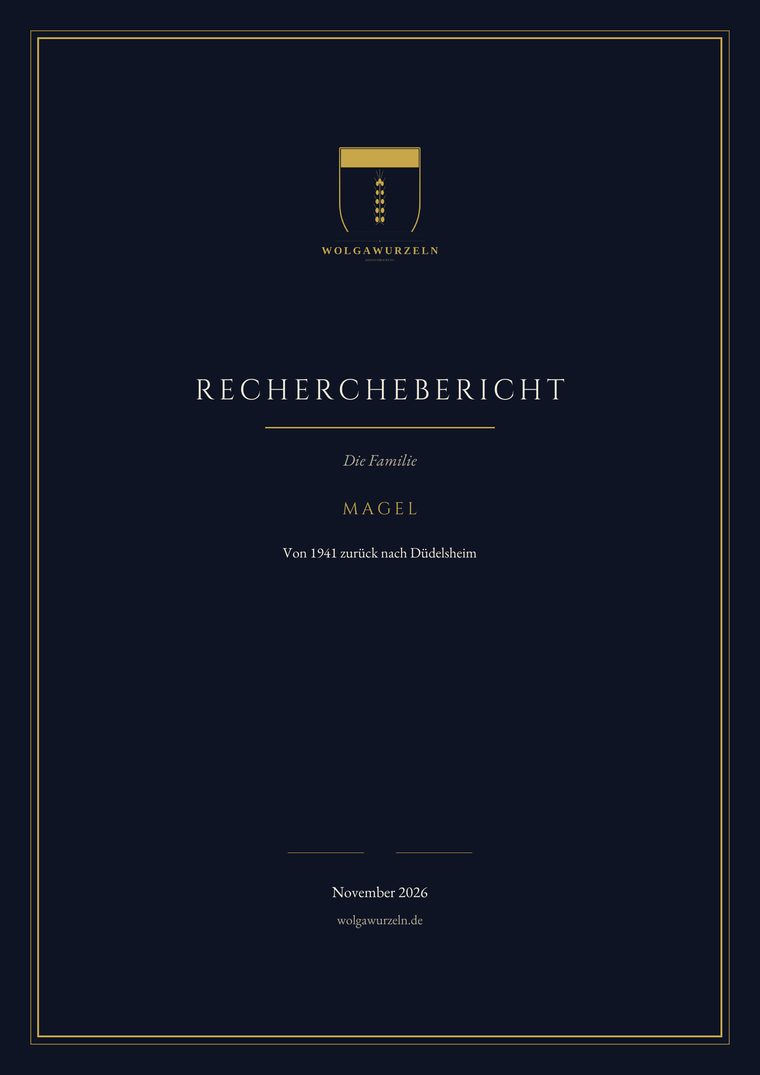 WOLGAWURZELN
RECHERCHEBERICHT
Die Familie
MAGEL
Von 1941 zurück nach Düdelsheim
November 2026
wolgawurzeln.de